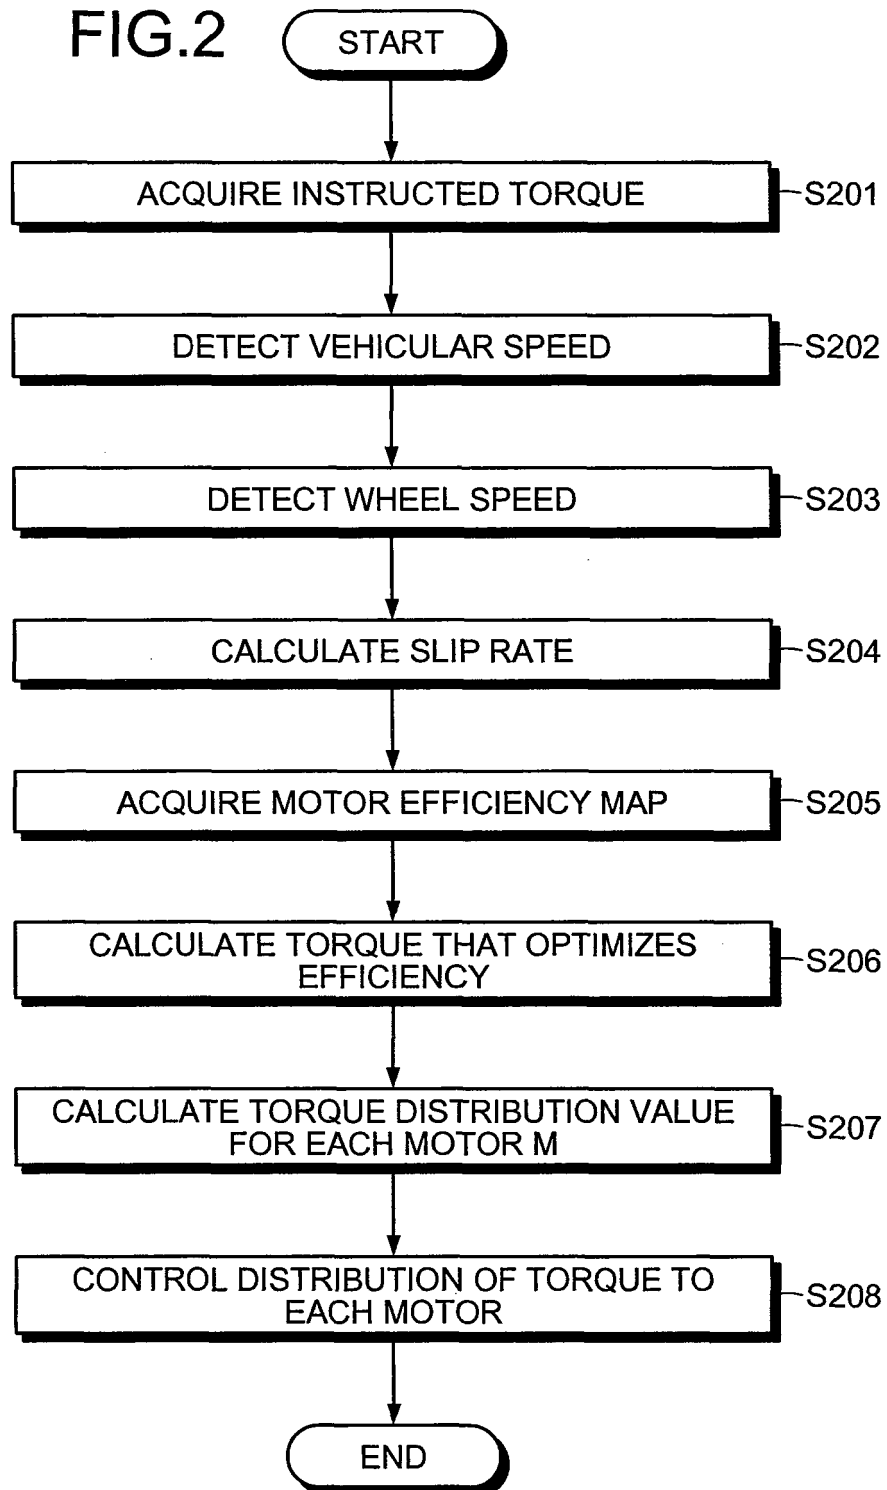 FIG.2
START
ACQUIRE INSTRUCTED TORQUE
S201
DETECT VEHICULAR SPEED
S202
DETECT WHEEL SPEED
S203
CALCULATE SLIP RATE
S204
ACQUIRE MOTOR EFFICIENCY MAP
S205
CALCULATE TORQUE THAT OPTIMIZES
EFFICIENCY
S206
CALCULATE TORQUE DISTRIBUTION VALUE
FOR EACH MOTOR M
S207
CONTROL DISTRIBUTION OF TORQUE TO
EACH MOTOR
S208
END